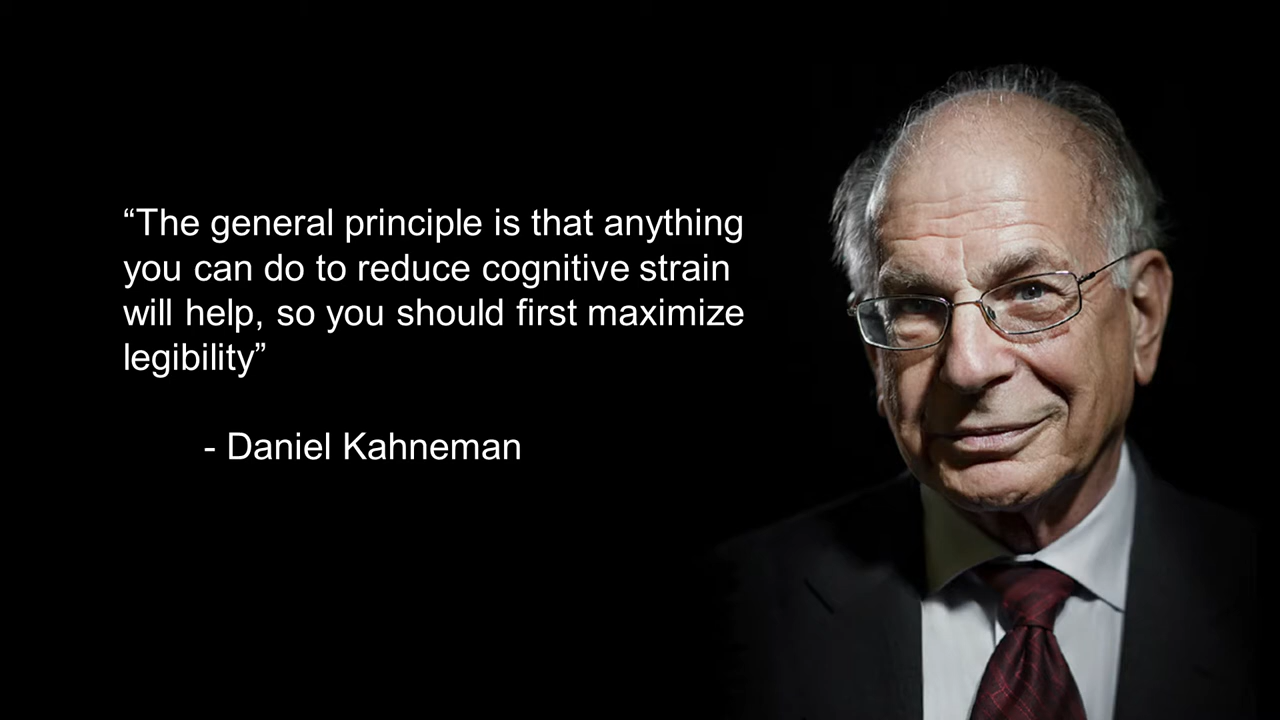 “The general principle is that anything
you can do to reduce cognitive strain
will help, so you should first maximize
legibility”
- Daniel Kahneman